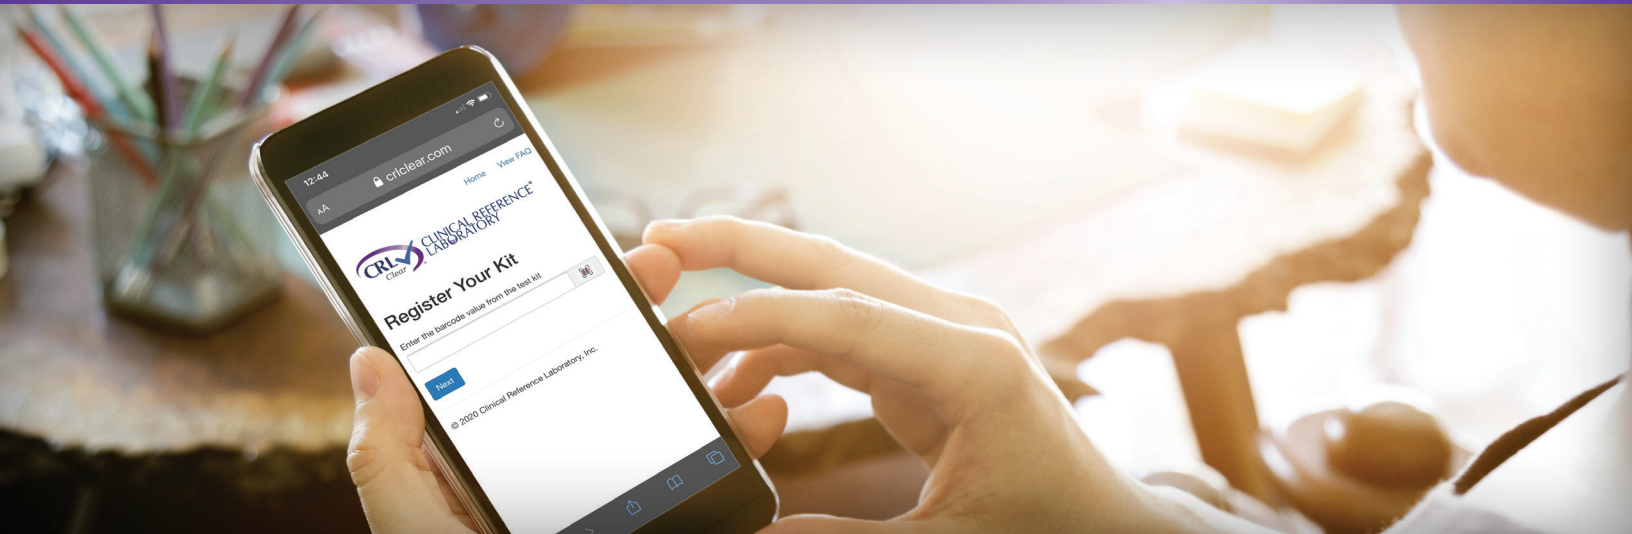 12:44
AA
crlclear.com
Home View FAQ
CRL
Clear
CLINICAL REFERENCE®
LABORATORY
Register Your Kit
Enter the barcode value from the test kit
Next
© 2020 Clinical Reference Laboratory, Inc.